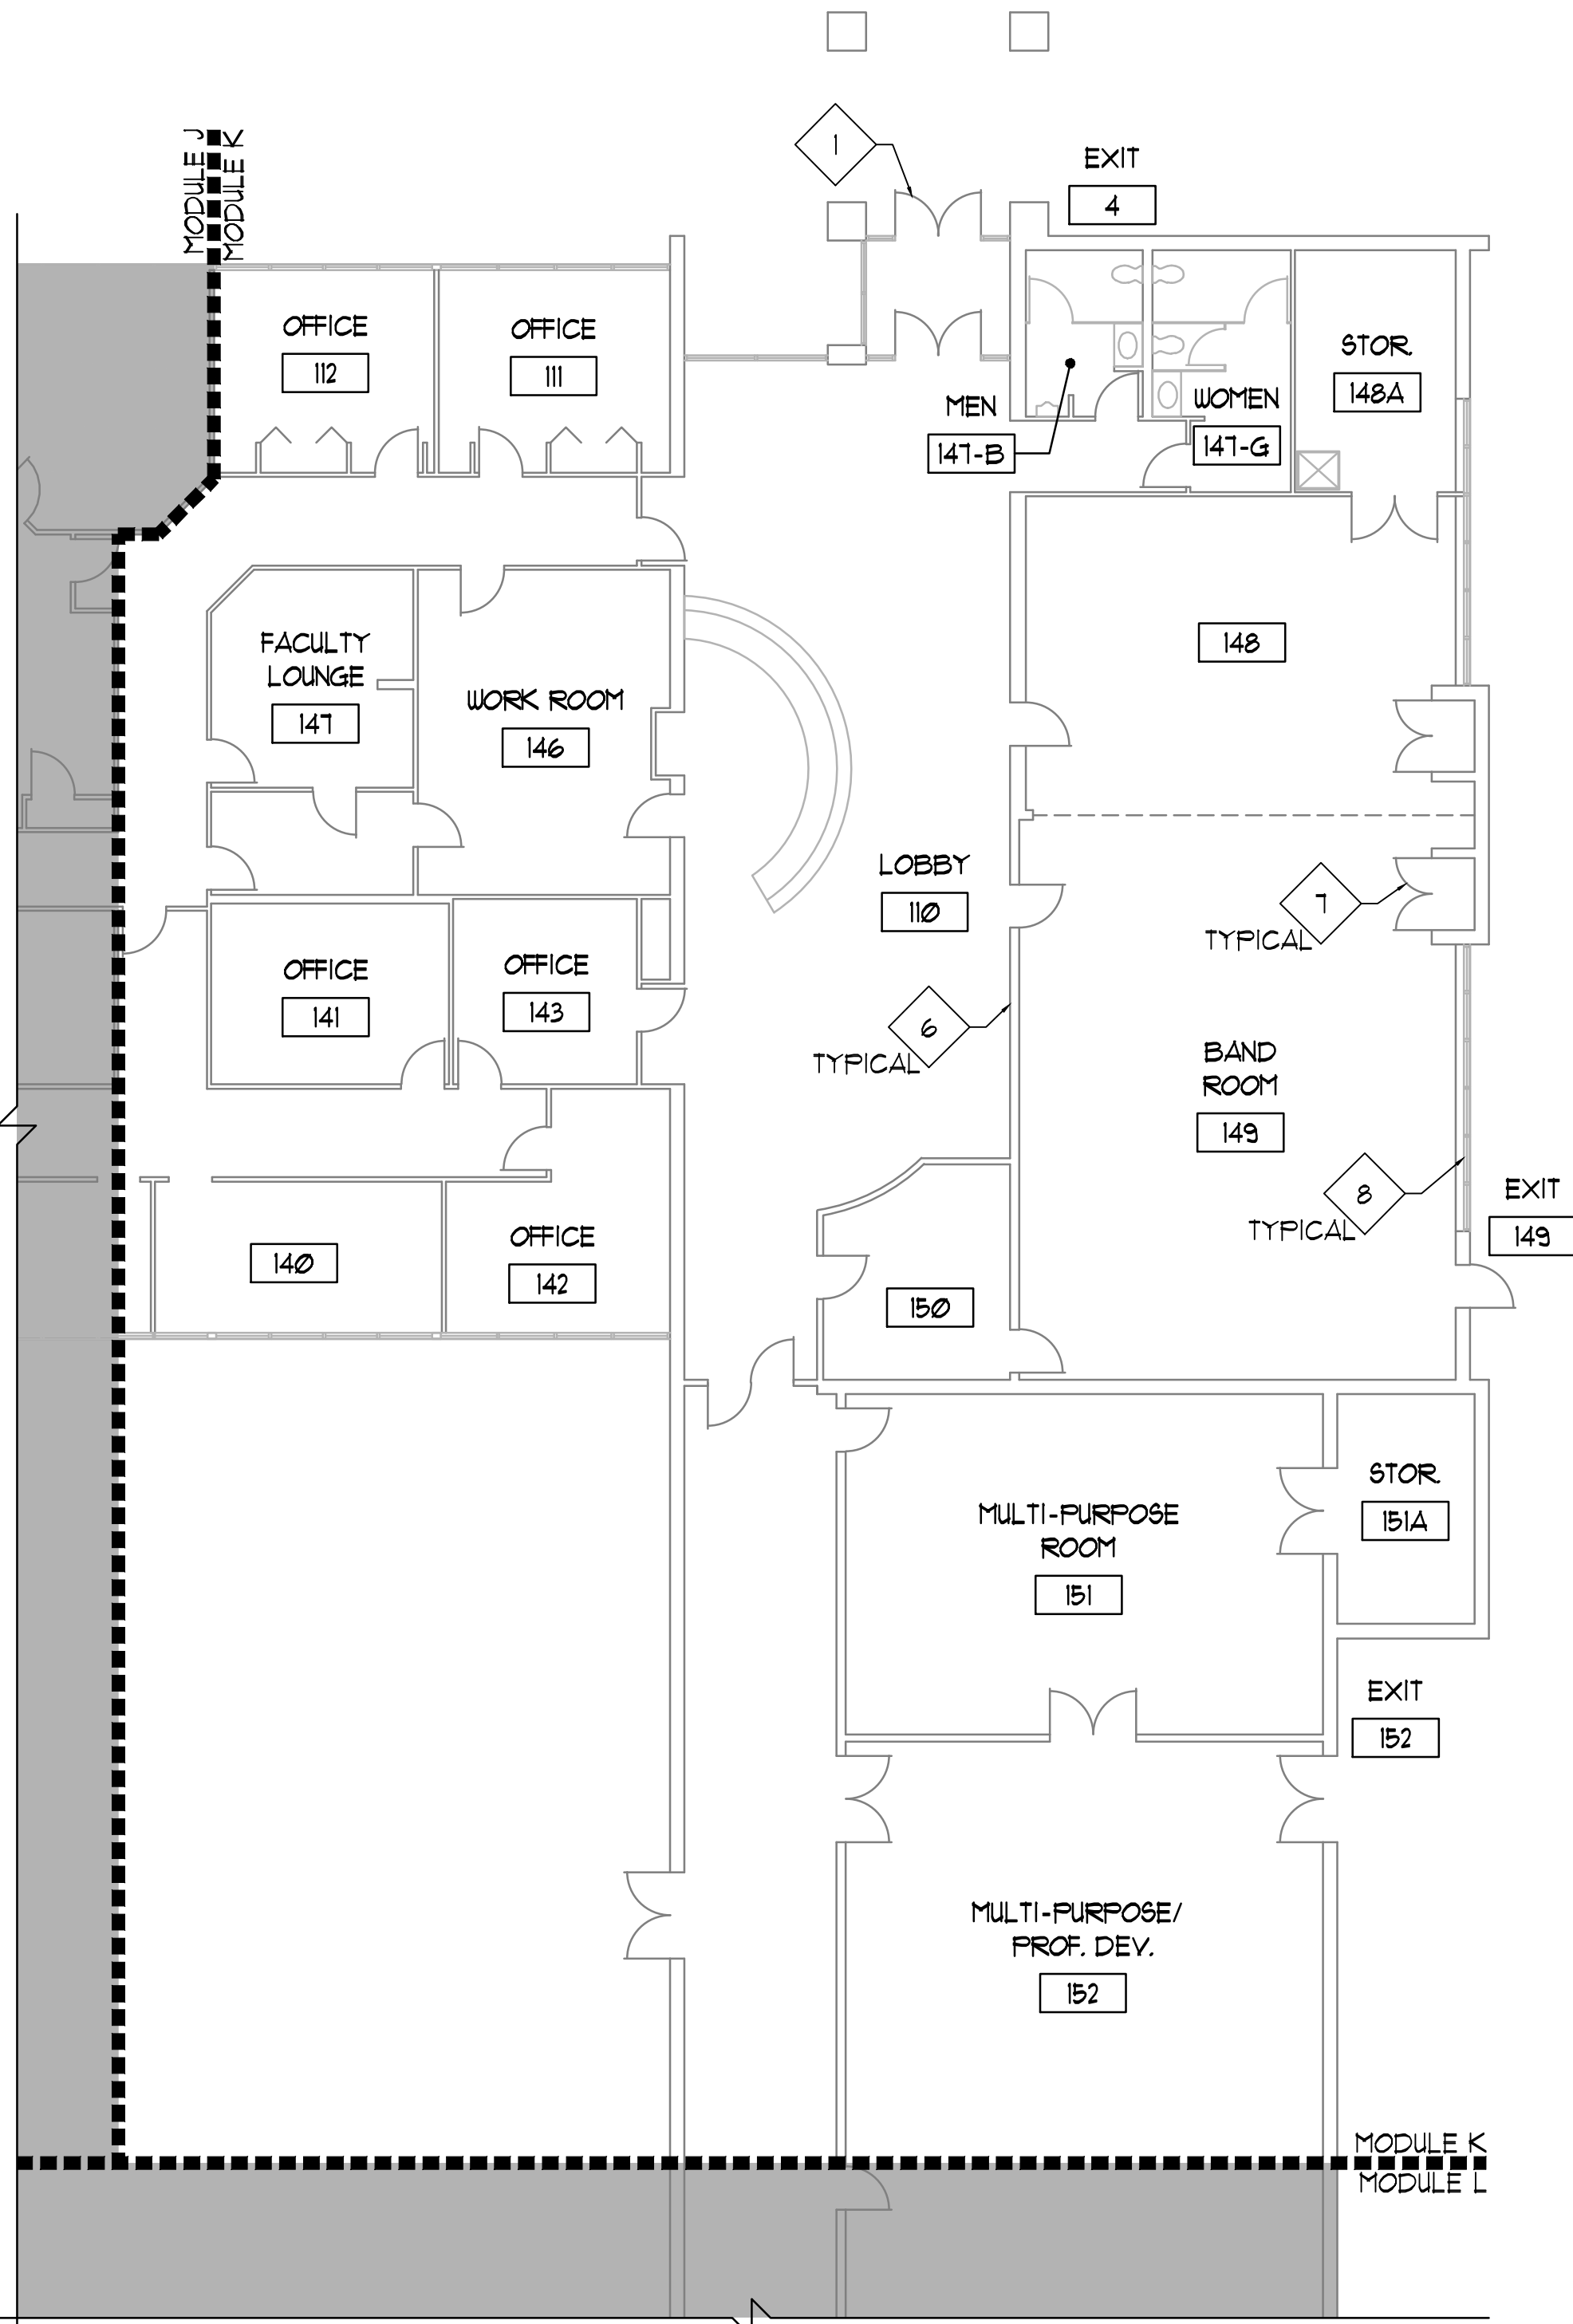 1
EXIT
4
MODULE J
MODULE K
OFFICE
112
OFFICE
111
STOR.
148A
MEN
147-B
WOMEN
147-G
FACULTY
LOUNGE
147
WORK ROOM
146
148
LOBBY
110
7
TYPICAL
OFFICE
141
OFFICE
143
6
TYPICAL
BAND
ROOM
149
8
TYPICAL
EXIT
149
140
OFFICE
142
150
MULTI-PURPOSE
ROOM
151
STOR.
151A
EXIT
152
MULTI-PURPOSE/
PROF. DEV.
152
MODULE K
MODULE L